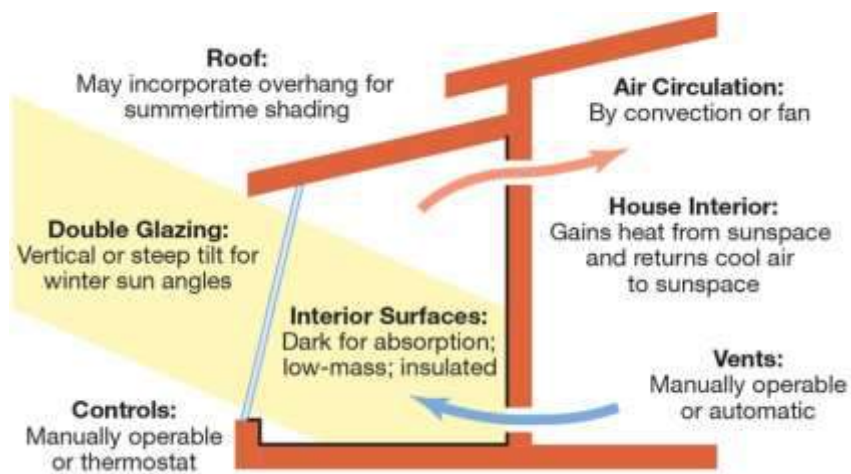 Roof:
May incorporate overhang for
summertime shading
Air Circulation:
By convection or fan
Double Glazing:
Vertical or steep tilt for
winter sun angles
House Interior:
Gains heat from sunspace
and returns cool air
to sunspace
Interior Surfaces:
Dark for absorption;
low-mass; insulated
Vents:
Manually operable
or automatic
Controls:
Manually operable
or thermostat